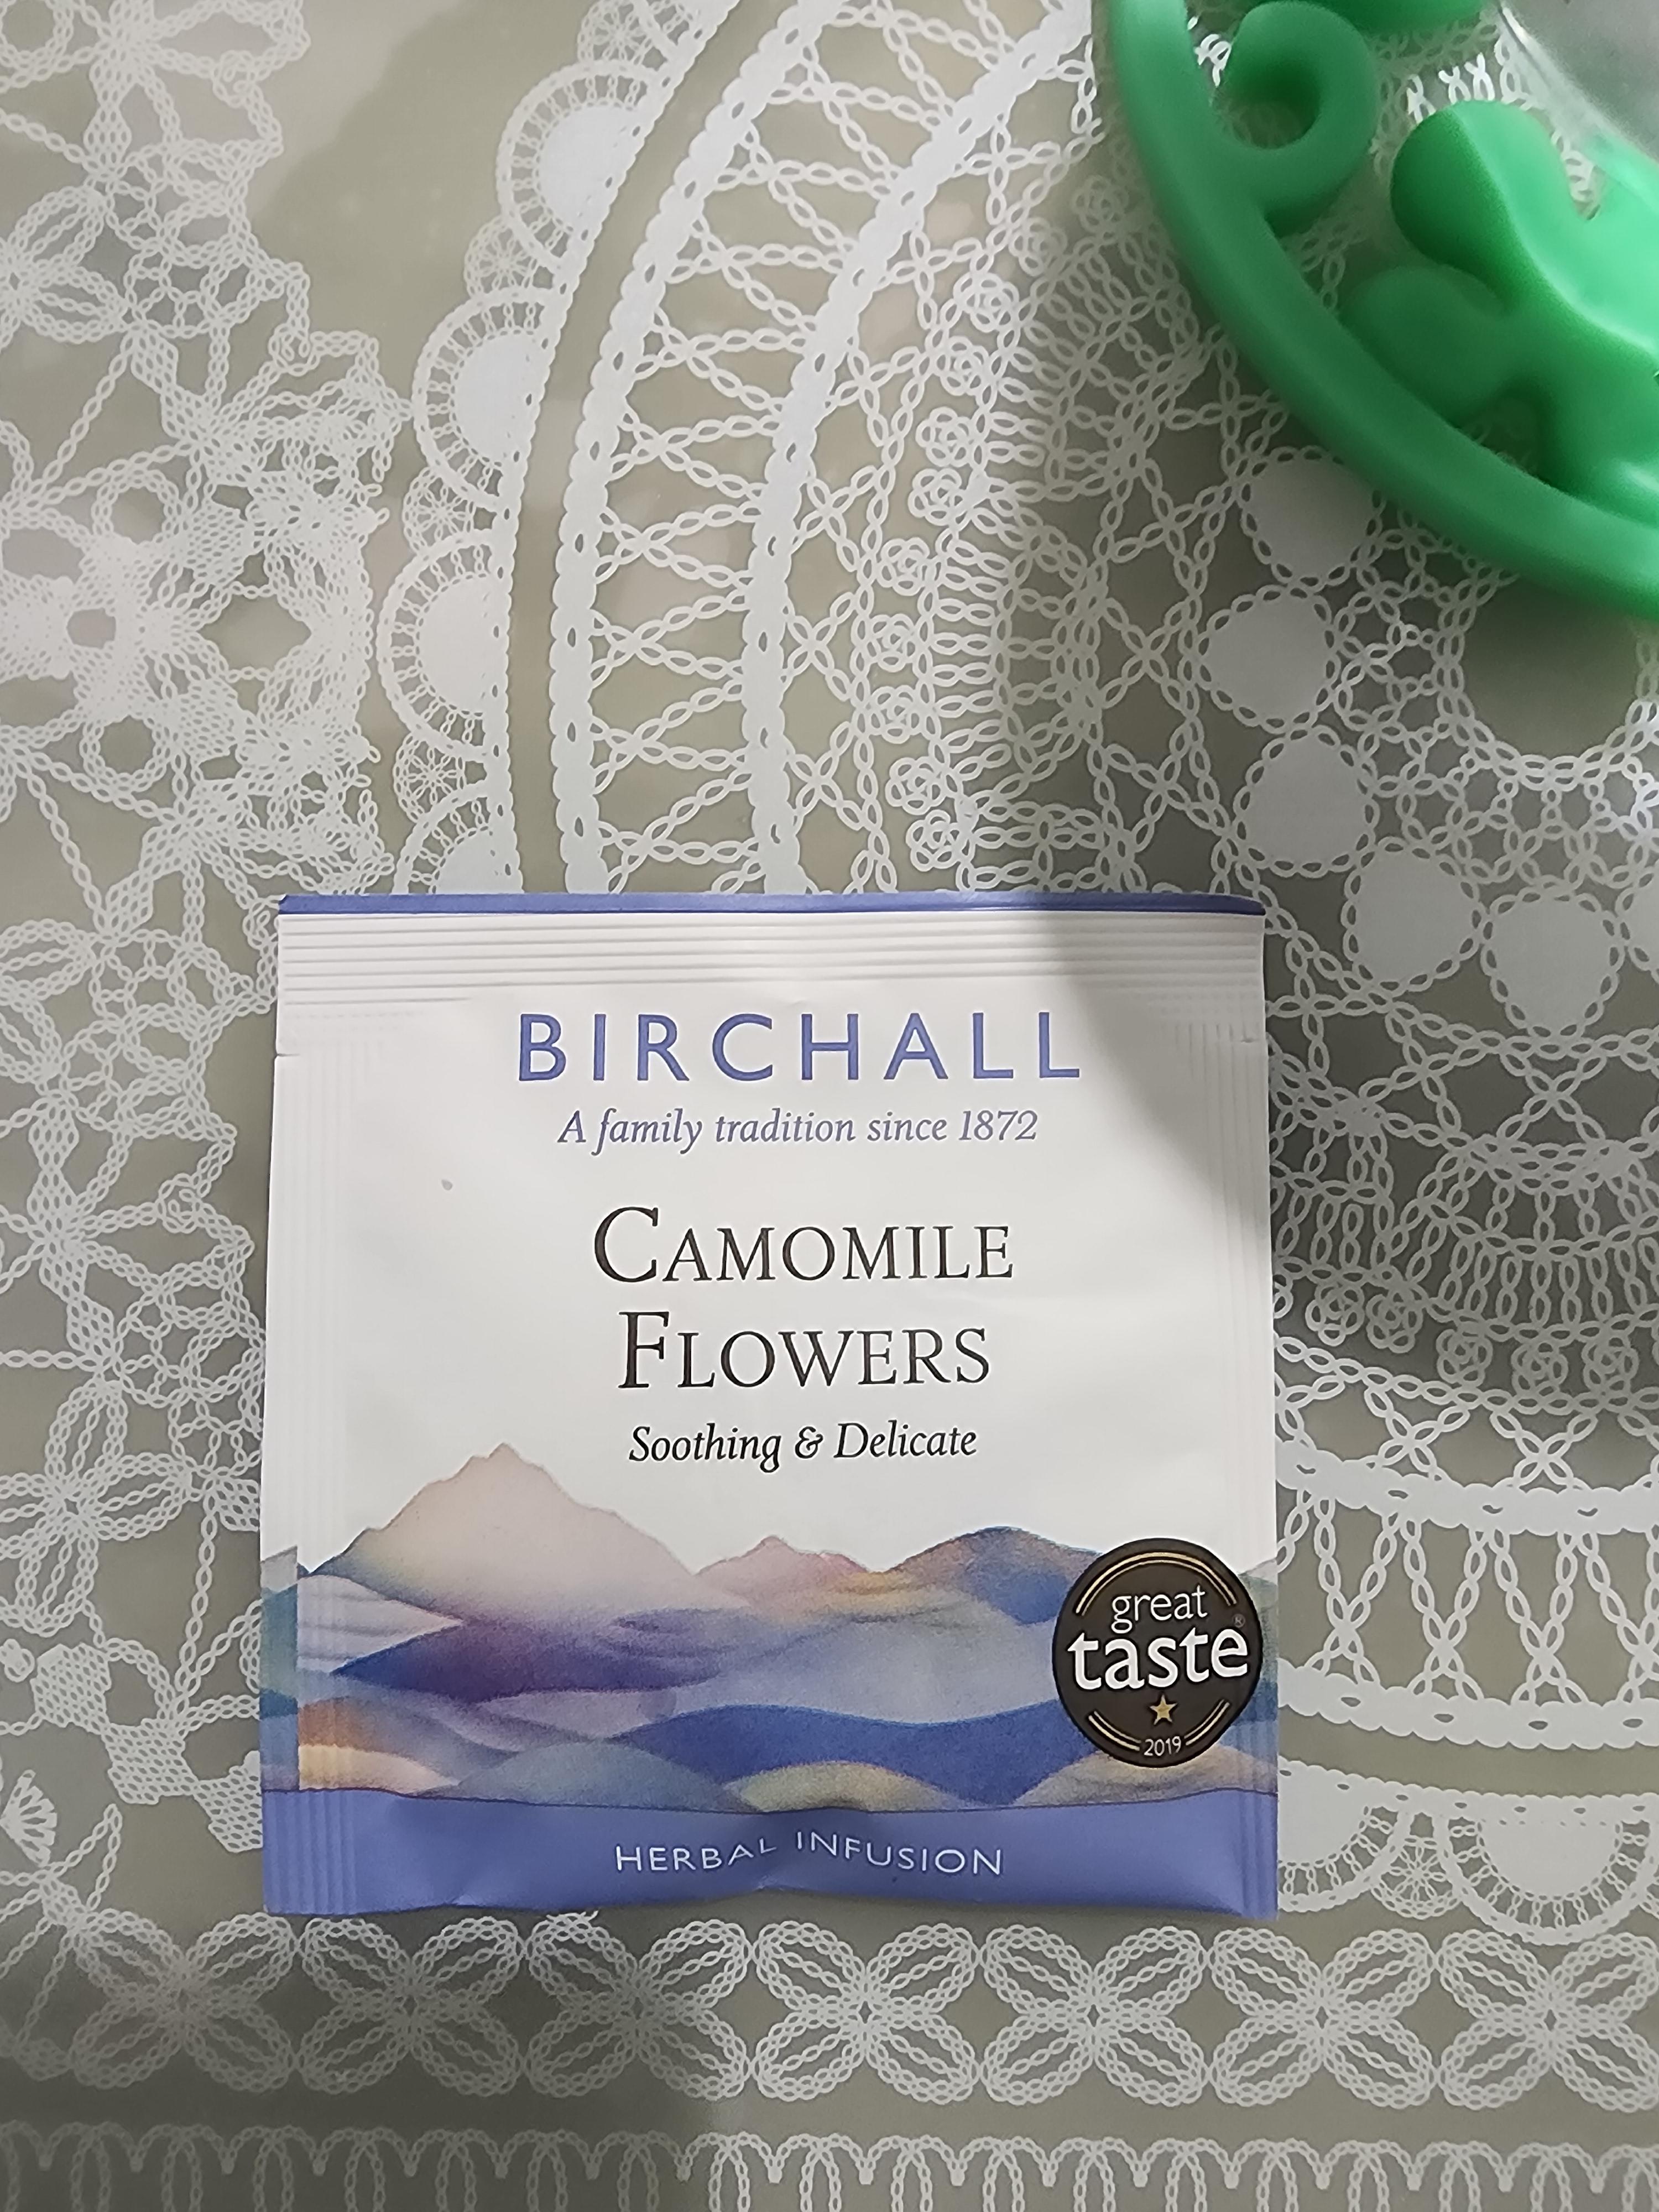 BIRCHALL
A family tradition since 1872
CAMOMILE
FLOWERS
Soothing & Delicate
great
taste®
2019
HERBAL INFUSION